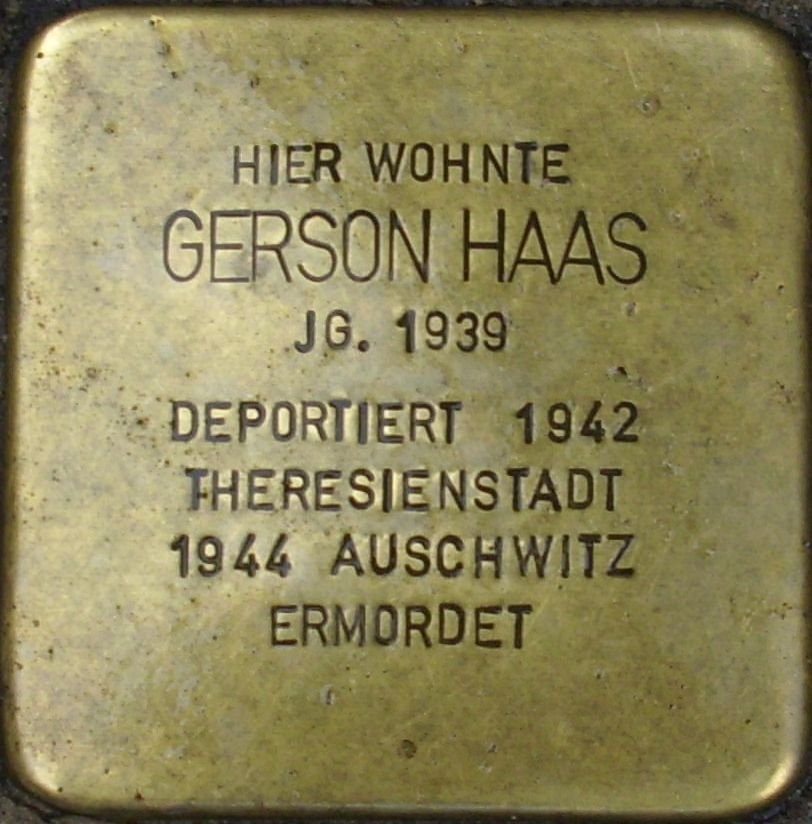 HIER WOHNTE
GERSON HAAS
JG. 1939
DEPORTIERT 1942
THERESIENSTADT
1944 AUSCHWITZ
ERMORDET